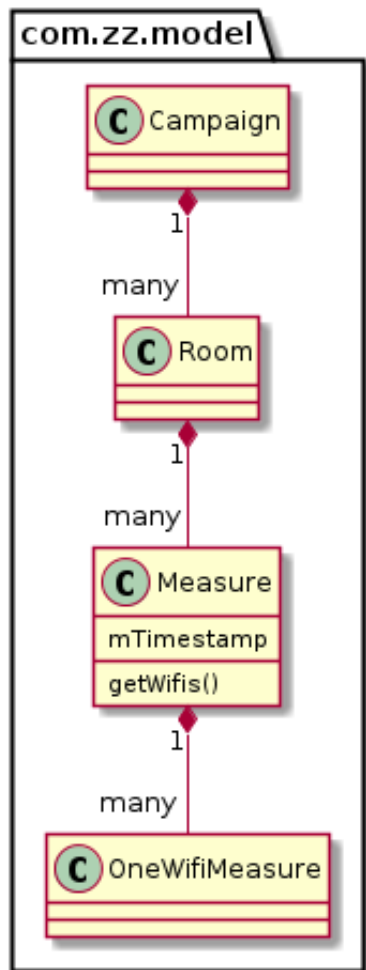 com.zz.model
C Campaign
1
many
C Room
1
many
C Measure
mTimestamp
getWifis()
1
many
C OneWifiMeasure